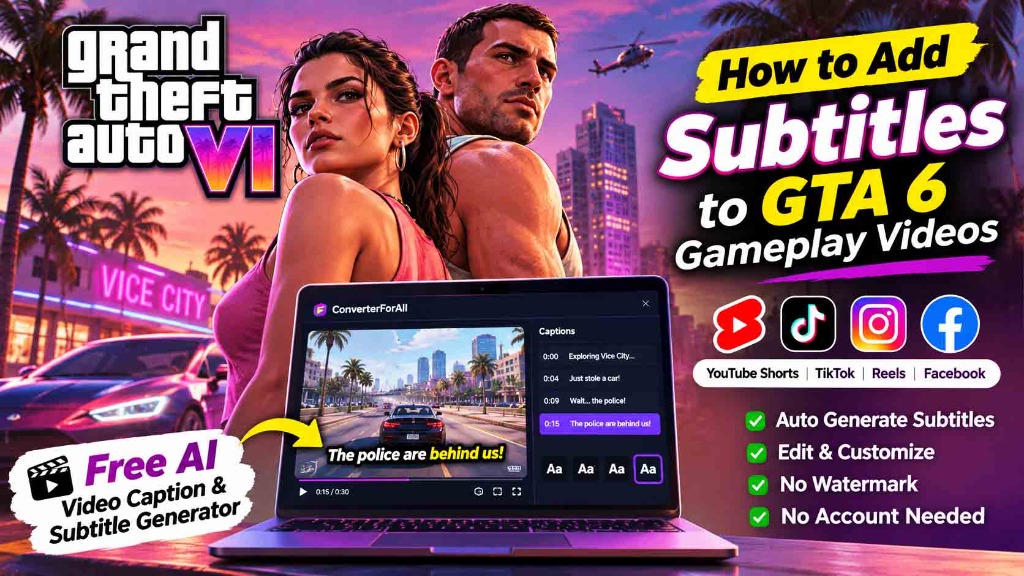 grand
theft
auto VI
VICE CITY
How to Add
Subtitles
to GTA 6
Gameplay Videos
YouTube Shorts | TikTok | Reels | Facebook
Auto Generate Subtitles
Edit & Customize
No Watermark
No Account Needed
Free AI
Video Caption &
Subtitle Generator
ConverterForAll
Captions
0:00 Exploring Vice City...
0:04 Just stole a car!
0:09 Wait... the police!
0:15 The police are behind us!
The police are behind us!
Aa Aa Aa Aa
0:15 / 0:30